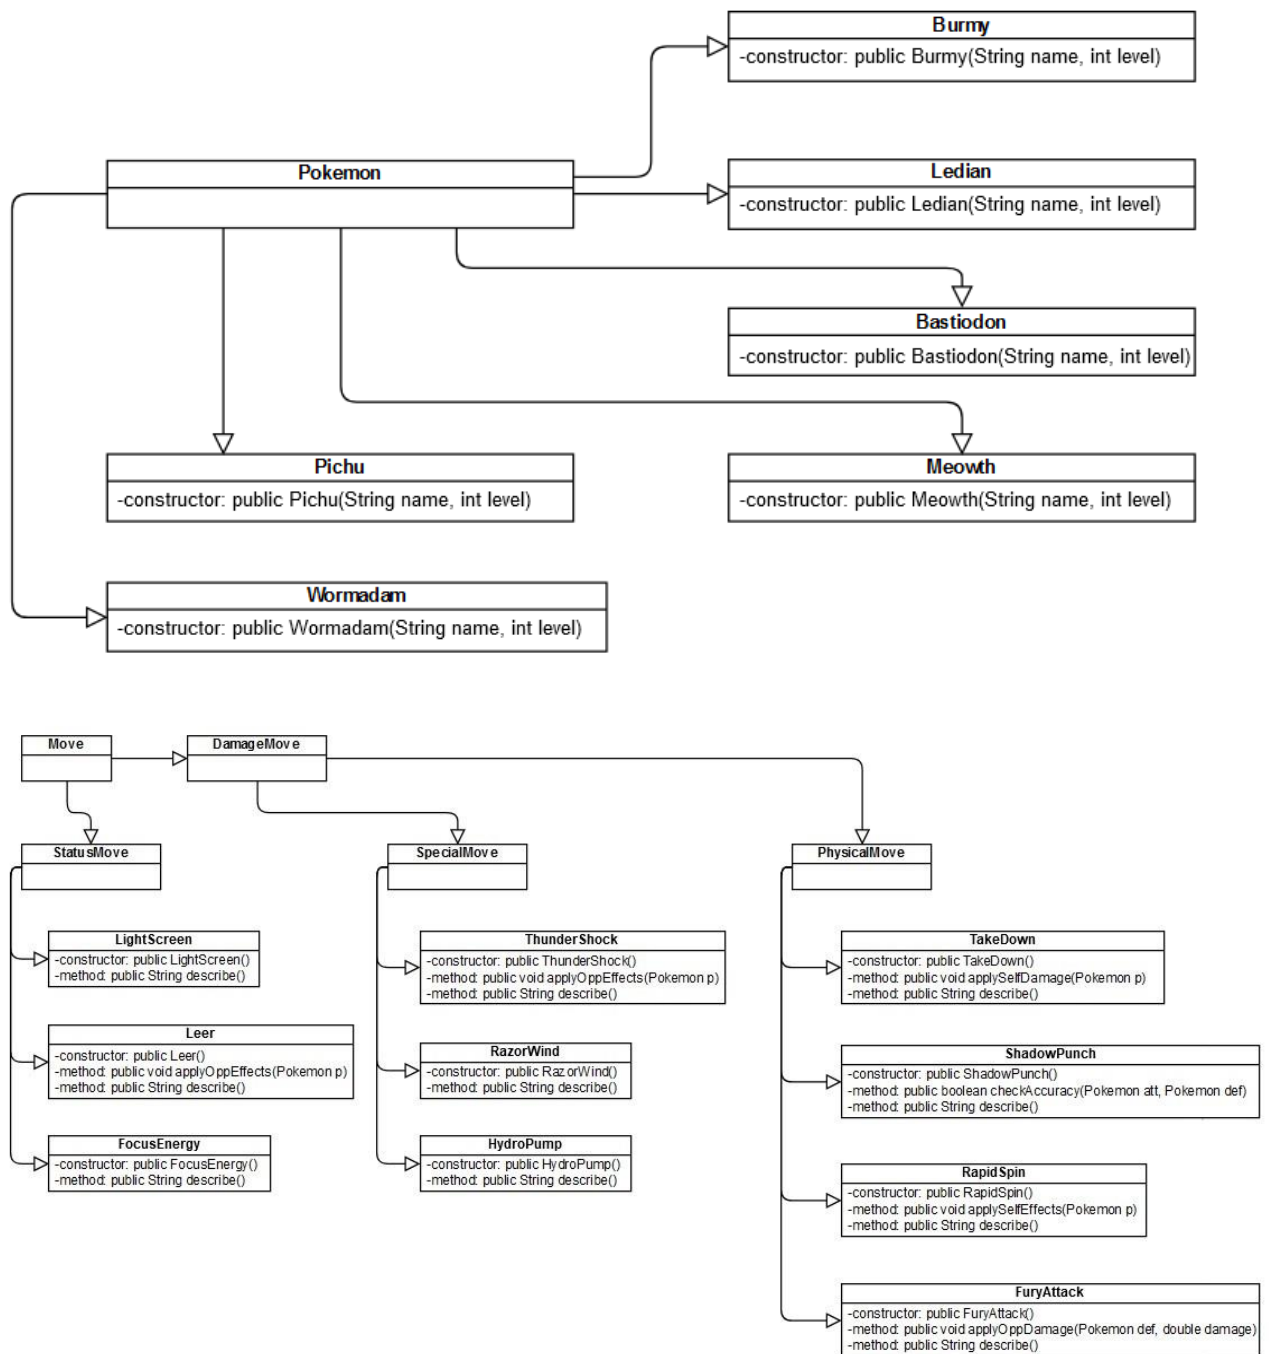 Burmy
-constructor: public Burmy(String name, int level)
Pokemon
Ledian
-constructor: public Ledian(String name, int level)
Bastiodon
-constructor: public Bastiodon(String name, int level)
Pichu
-constructor: public Pichu(String name, int level)
Meowth
-constructor: public Meowth(String name, int level)
Wormadam
-constructor: public Wormadam(String name, int level)
Move
DamageMove
StatusMove
SpecialMove
PhysicalMove
LightScreen
-constructor: public LightScreen()
-method: public String describe()
Leer
-constructor: public Leer()
-method: public void applyOppEffects(Pokemon p)
-method: public String describe()
FocusEnergy
-constructor: public FocusEnergy()
-method: public String describe()
ThunderShock
-constructor: public ThunderShock()
-method: public void applyOppEffects(Pokemon p)
-method: public String describe()
RazorWind
-constructor: public RazorWind()
-method: public String describe()
HydroPump
-constructor: public HydroPump()
-method: public String describe()
TakeDown
-constructor: public TakeDown()
-method: public void applySelfDamage(Pokemon p)
-method: public String describe()
ShadowPunch
-constructor: public ShadowPunch()
-method: public boolean checkAccuracy(Pokemon att, Pokemon def)
-method: public String describe()
RapidSpin
-constructor: public RapidSpin()
-method: public void applySelfEffects(Pokemon p)
-method: public String describe()
FuryAttack
-constructor: public FuryAttack()
-method: public void applyOppDamage(Pokemon def, double damage)
-method: public String describe()